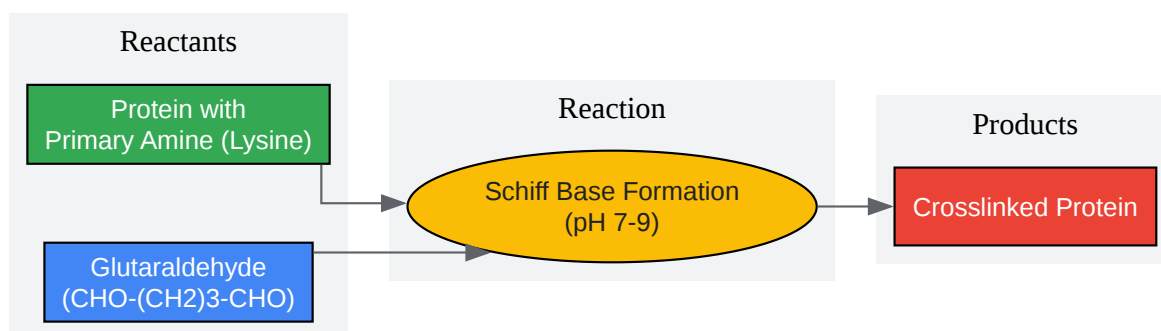 Reactants
Protein with
Primary Amine (Lysine)
Glutaraldehyde
(CHO-(CH2)3-CHO)
Reaction
Schiff Base Formation
(pH 7-9)
Products
Crosslinked Protein